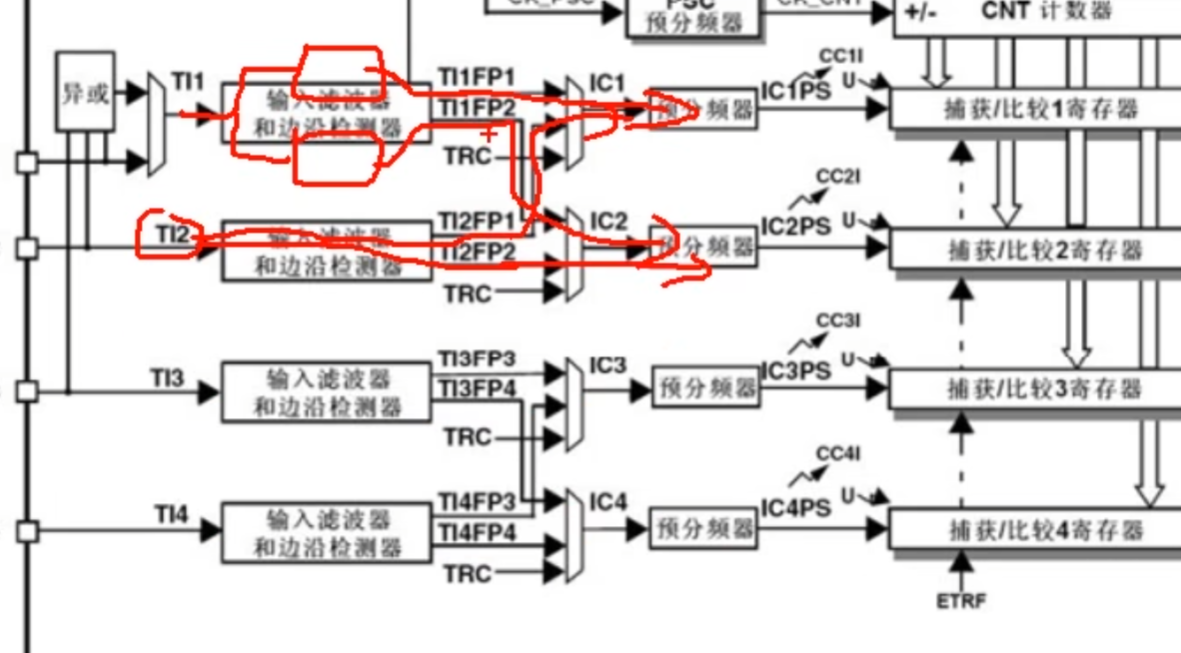 CK_PSC
PSC
预分频器
CK_CNT
+/-
CNT 计数器
异或
TI1
输入滤波器
和边沿检测器
TI1FP1
TI1FP2
TRC
IC1
预分频器
CC1I
IC1PS
U
捕获/比较1寄存器
TI2
输入滤波器
和边沿检测器
TI2FP1
TI2FP2
TRC
IC2
预分频器
CC2I
IC2PS
U
捕获/比较2寄存器
TI3
输入滤波器
和边沿检测器
TI3FP3
TI3FP4
TRC
IC3
预分频器
CC3I
IC3PS
U
捕获/比较3寄存器
TI4
输入滤波器
和边沿检测器
TI4FP3
TI4FP4
TRC
IC4
预分频器
CC4I
IC4PS
U
捕获/比较4寄存器
ETRF